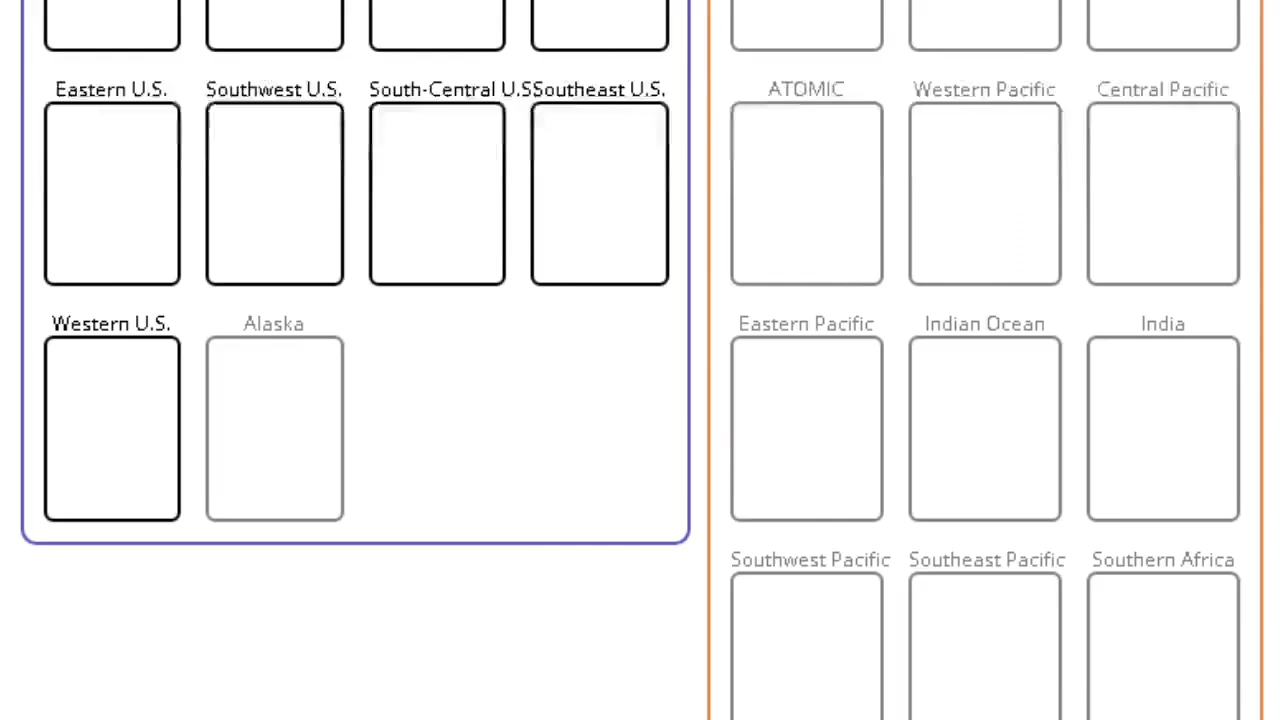 Eastern U.S.
Southwest U.S.
South-Central U.S
Southeast U.S.
ATOMIC
Western Pacific
Central Pacific
Western U.S.
Alaska
Eastern Pacific
Indian Ocean
India
Southwest Pacific
Southeast Pacific
Southern Africa